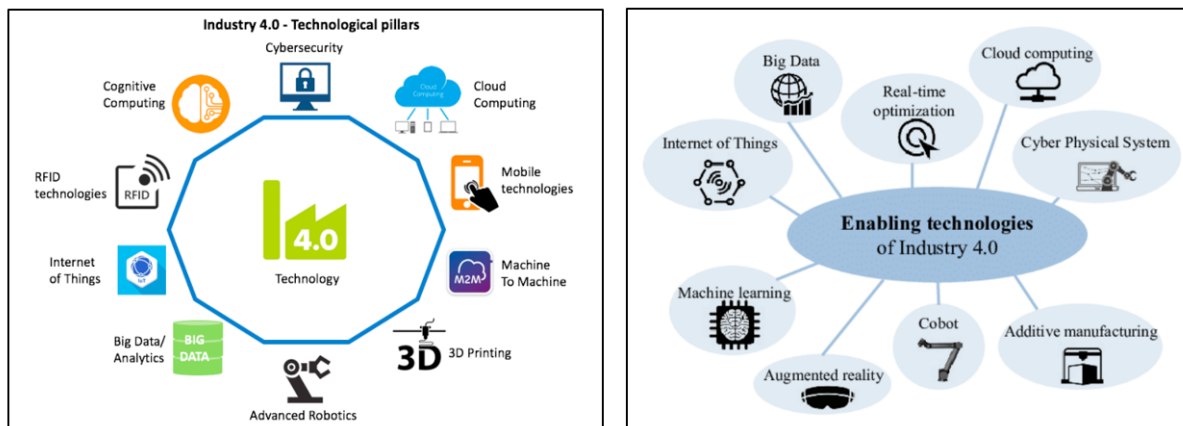 Industry 4.0 - Technological pillars
Cybersecurity
Cognitive
Computing
Cloud
Computing
Cloud
Computing
RFID
technologies
RFID
Mobile
technologies
4.0
Technology
Internet
of Things
IoT
M2M
Machine
To Machine
Big Data/
Analytics
BIG
DATA
3D
3D Printing
Advanced Robotics
Big Data
Cloud computing
Real-time
optimization
Internet of Things
Cyber Physical System
Enabling technologies
of Industry 4.0
Machine learning
Cobot
Additive manufacturing
Augmented reality